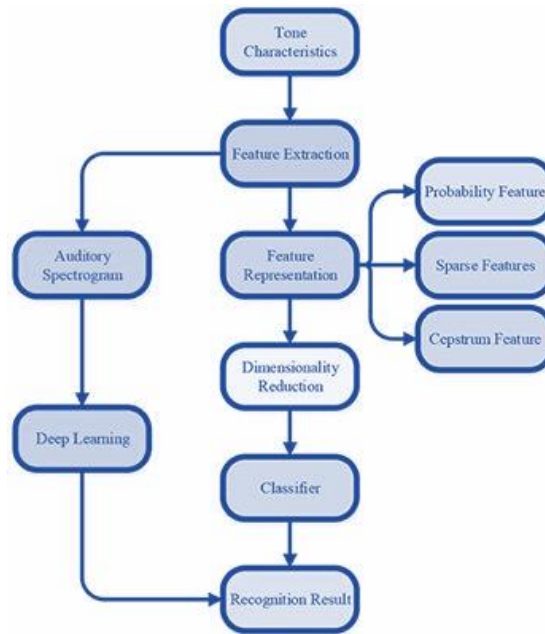 Tone
Characteristics
Feature Extraction
Probability Feature
Auditory
Spectrogram
Feature
Representation
Sparse Features
Cepstrum Feature
Dimensionality
Reduction
Deep Learning
Classifier
Recognition Result